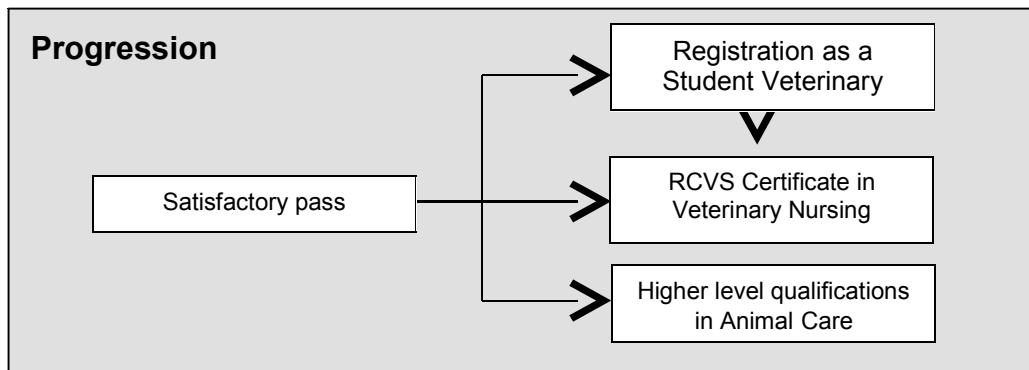 Progression
Registration as a
Student Veterinary
Satisfactory pass
RCVS Certificate in
Veterinary Nursing
Higher level qualifications
in Animal Care